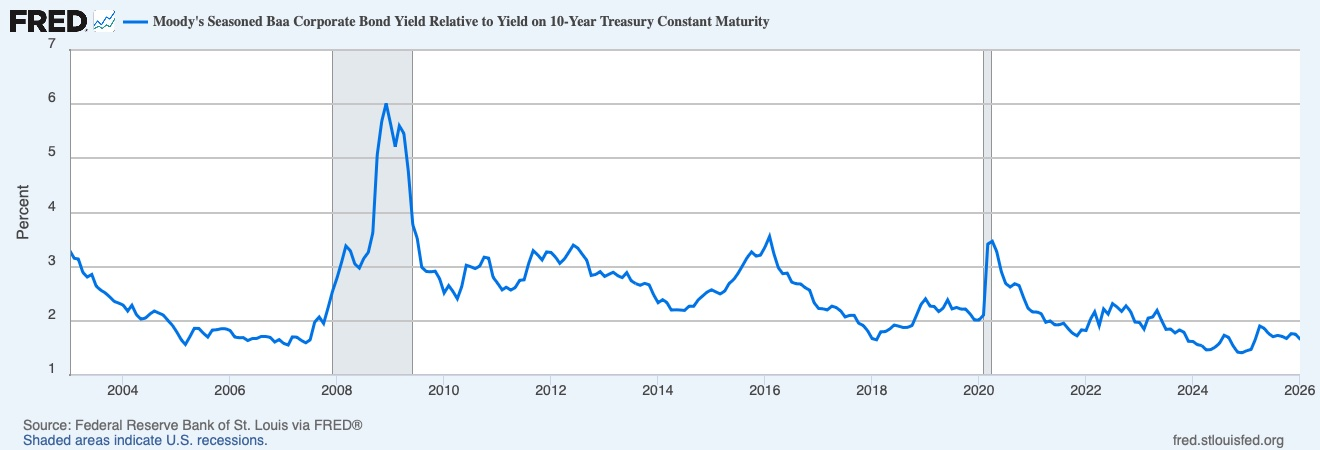 FRED Moody's Seasoned Baa Corporate Bond Yield Relative to Yield on 10-Year Treasury Constant Maturity
7
6
5
4
3
2
1
Percent
2004 2006 2008 2010 2012 2014 2016 2018 2020 2022 2024 2026
Source: Federal Reserve Bank of St. Louis via FRED®
Shaded areas indicate U.S. recessions.
fred.stlouisfed.org